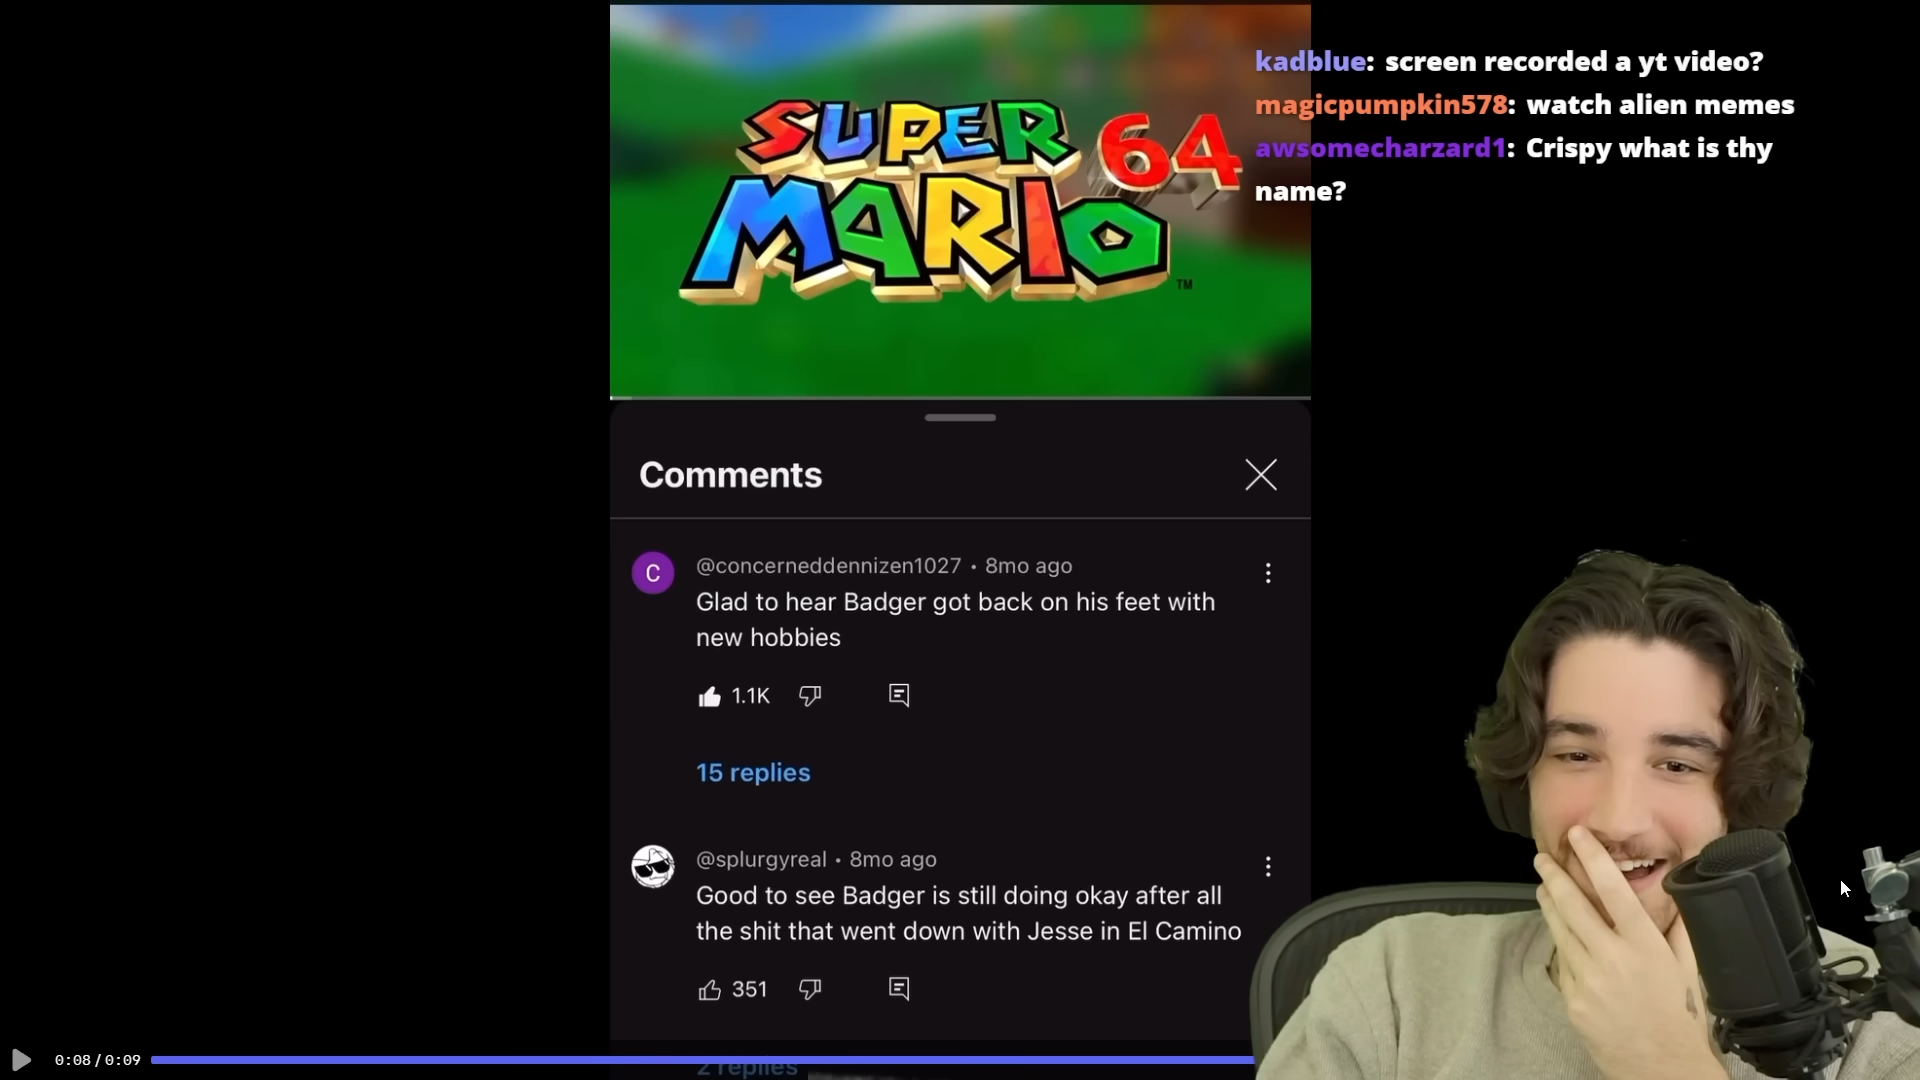 SUPER
MARIO 64
™
kadblue: screen recorded a yt video?
magicpumpkin578: watch alien memes
awsomecharzard1: Crispy what is thy
name?
Comments
C
@concerneddennizen1027 • 8mo ago
Glad to hear Badger got back on his feet with
new hobbies
1.1K
15 replies
@splurgyreal • 8mo ago
Good to see Badger is still doing okay after all
the shit that went down with Jesse in El Camino
351
2 replies
0:08 / 0:09